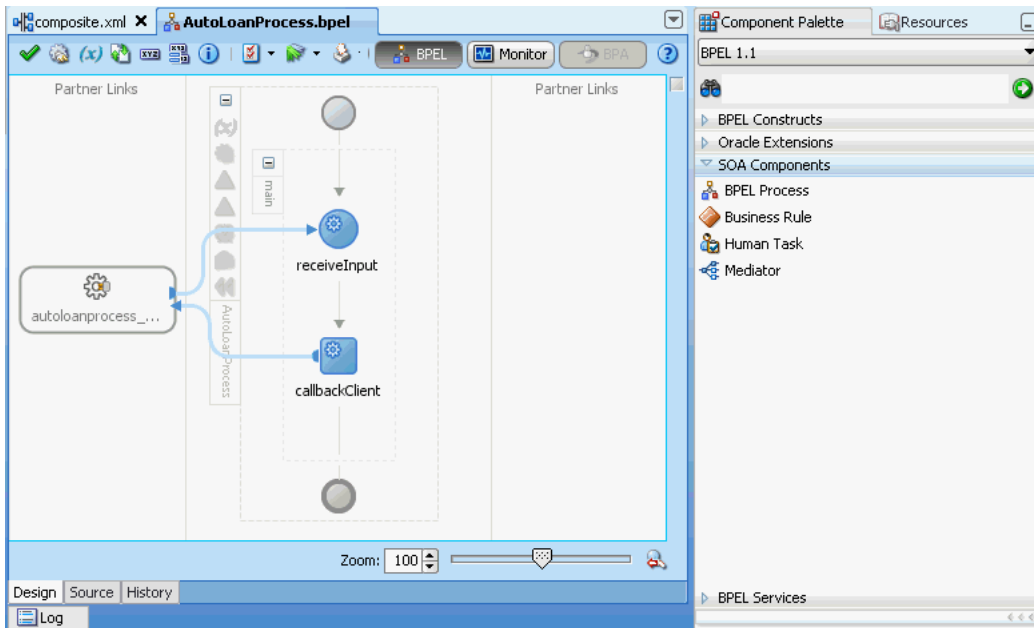 composite.xml AutoLoanProcess.bpel
(x) XYZ BPEL Monitor BPA
Partner Links Partner Links
(x)
main
receiveInput
autoloanprocess_...
AutoLoanProcess
callbackClient
Zoom: 100
Design Source History
Log
Component Palette Resources
BPEL 1.1
BPEL Constructs
Oracle Extensions
SOA Components
BPEL Process
Business Rule
Human Task
Mediator
BPEL Services